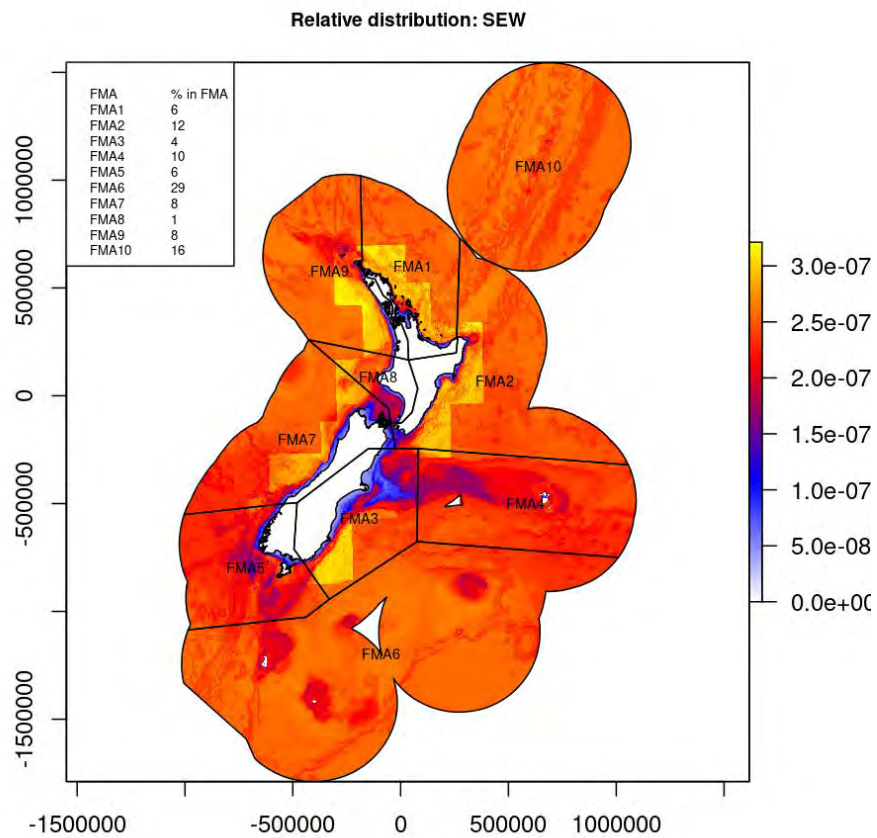 Relative distribution: SEW
FMA % in FMA
FMA1 6
FMA2 12
FMA3 4
FMA4 10
FMA5 6
FMA6 29
FMA7 8
FMA8 1
FMA9 8
FMA10 16
FMA10
FMA9
FMA1
FMA8
FMA2
FMA7
FMA4
FMA3
FMA5
FMA6
1000000
500000
0
-500000
-1500000
-1500000 -500000 0 500000 1000000
3.0e-07
2.5e-07
2.0e-07
1.5e-07
1.0e-07
5.0e-08
0.0e+00